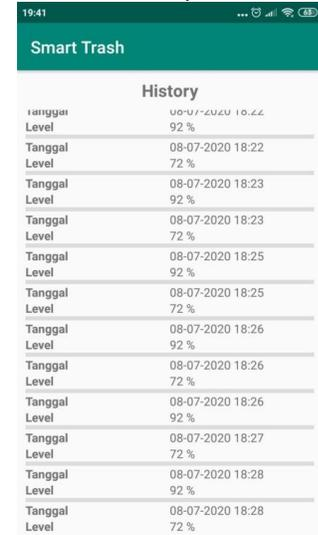 19:41 63
Smart Trash
History
Tanggal 08-07-2020 18:22
Level 92 %
Tanggal 08-07-2020 18:22
Level 72 %
Tanggal 08-07-2020 18:23
Level 92 %
Tanggal 08-07-2020 18:23
Level 72 %
Tanggal 08-07-2020 18:25
Level 92 %
Tanggal 08-07-2020 18:25
Level 72 %
Tanggal 08-07-2020 18:26
Level 92 %
Tanggal 08-07-2020 18:26
Level 72 %
Tanggal 08-07-2020 18:26
Level 92 %
Tanggal 08-07-2020 18:27
Level 72 %
Tanggal 08-07-2020 18:28
Level 92 %
Tanggal 08-07-2020 18:28
Level 72 %